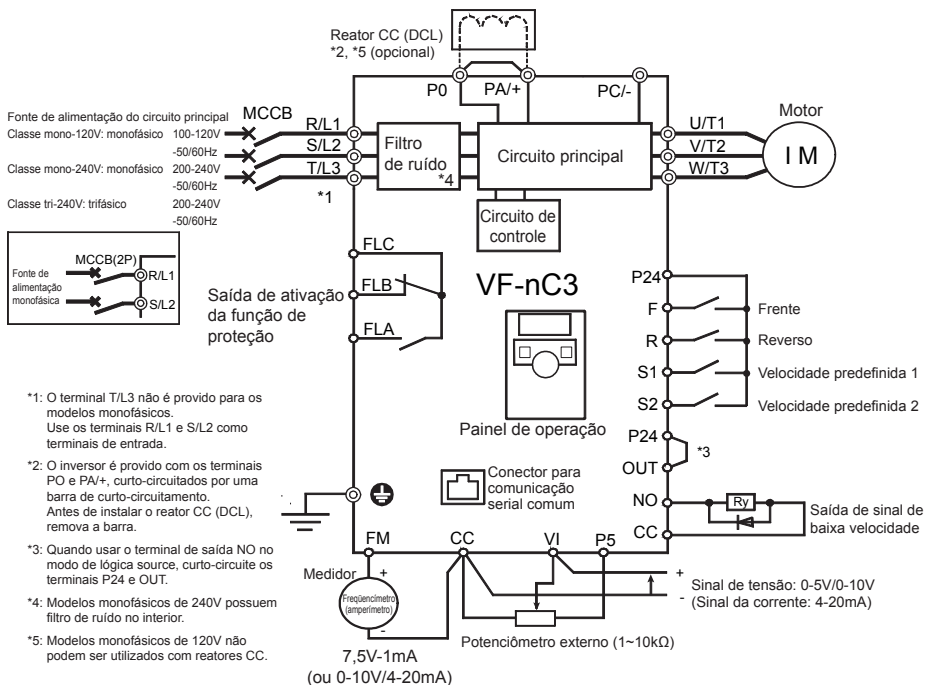 Reator CC (DCL)
*2, *5 (opcional)
P0
PA/+
PC/-
Fonte de alimentação do circuito principal
MCCB
Classe mono-120V: monofásico 100-120V
-50/60Hz
Classe mono-240V: monofásico 200-240V
-50/60Hz
Classe tri-240V: trifásico 200-240V
-50/60Hz
R/L1
S/L2
T/L3
*1
Filtro
de ruído
*4
Circuito principal
Circuito de
controle
U/T1
V/T2
W/T3
Motor
I M
MCCB(2P)
Fonte de
alimentação
monofásica
R/L1
S/L2
Saída de ativação
da função de
proteção
FLC
FLB
FLA
VF-nC3
Painel de operação
Conector para
comunicação
serial comum
P24
F
Frente
R
Reverso
S1
Velocidade predefinida 1
S2
Velocidade predefinida 2
P24
*3
OUT
NO
Ry
CC
Saída de sinal de
baixa velocidade
*1: O terminal T/L3 não é provido para os
modelos monofásicos.
Use os terminais R/L1 e S/L2 como
terminais de entrada.
*2: O inversor é provido com os terminais
PO e PA/+, curto-circuitados por uma
barra de curto-circuitamento.
Antes de instalar o reator CC (DCL),
remova a barra.
*3: Quando usar o terminal de saída NO no
modo de lógica source, curto-circuite os
terminais P24 e OUT.
*4: Modelos monofásicos de 240V possuem
filtro de ruído no interior.
*5: Modelos monofásicos de 120V não
podem ser utilizados com reatores CC.
FM
CC
VI
P5
Medidor
+
Freqüencímetro
(amperímetro)
-
7,5V-1mA
(ou 0-10V/4-20mA)
+
-
Sinal de tensão: 0-5V/0-10V
(Sinal da corrente: 4-20mA)
Potenciômetro externo (1~10kΩ)